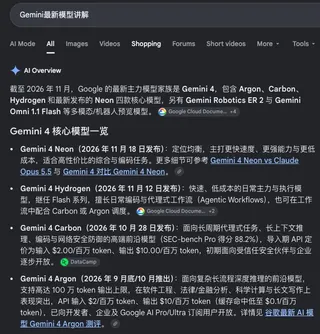 Gemini最新模型讲解
AI Mode All Images Videos Shopping Forums Short videos More Tools
AI Overview
截至 2026 年 11 月，Google 的最新主力模型家族是 Gemini 4，包含 Argon、Carbon、
Hydrogen 和最新发布的 Neon 四款核心模型，另有 Gemini Robotics ER 2 与 Gemini
Omni 1.1 Flash 等多模态/机器人预览模型。 Google Cloud Docume... +4
Gemini 4 核心模型一览
• Gemini 4 Neon（2026 年 11 月 18 日发布）：定位均衡，主打更快速度、更强能力与更低
成本，适合高性价比的综合与编码任务。更多细节可参考 Gemini 4 Neon vs Claude
Opus 5.5 与 Gemini 4 对比 Gemini 4 Neon。
• Gemini 4 Hydrogen（2026 年 11 月 12 日发布）：快速、低成本的日常主力与执行模
型，继任 Flash 系列，擅长日常编码与代理式工作流（Agentic Workflows），也可在工作
流中配合 Carbon 或 Argon 调度。 Google Cloud Docume... +2
• Gemini 4 Carbon（2026 年 10 月 28 日发布）：面向长周期代理式任务、长上下文推
理、编码与网络安全防御的高端前沿模型（SEC-bench Pro 得分 88.2%），导入期 API 定
价为输入 $2.00/百万 token、输出 $10.00/百万 token，初期面向受信任安全伙伴与企业
逐步开放。 DataCamp
• Gemini 4 Argon（2026 年 9 月底/10 月推出）：面向复杂长流程深度推理的前沿模型，
支持高达 100 万 token 输出上限，在软件工程、法律/金融分析、科学计算与长文写作上
表现突出，API 输入 $2/百万 token、输出 $10/百万 token（缓存命中低至 $0.1/百万
token），已向开发者、企业及 Google AI Pro/Ultra 订阅用户开放。详情可见 谷歌最新 AI
模型 Gemini 4 Argon 测评。